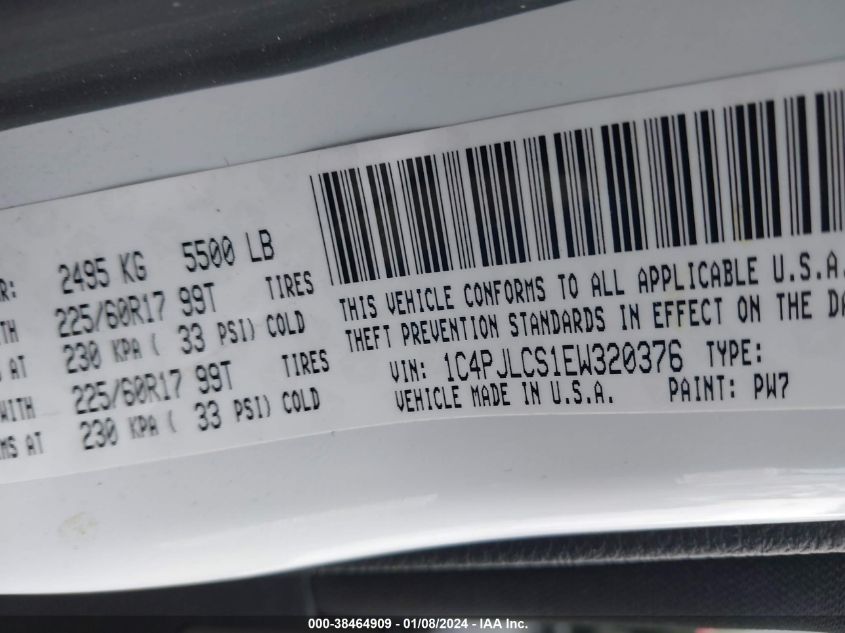 R: 2495 KG 5500 LB
TH 225/60R17 99T TIRES
AT 230 KPA ( 33 PSI) COLD
WITH 225/60R17 99T TIRES
MS AT 230 KPA ( 33 PSI) COLD
THIS VEHICLE CONFORMS TO ALL APPLICABLE U.S.A.
THEFT PREVENTION STANDARDS IN EFFECT ON THE DA
VIN: 1C4PJLCS1EW320376 TYPE:
VEHICLE MADE IN U.S.A. PAINT: PW7
000-38464909 - 01/08/2024 - IAA Inc.